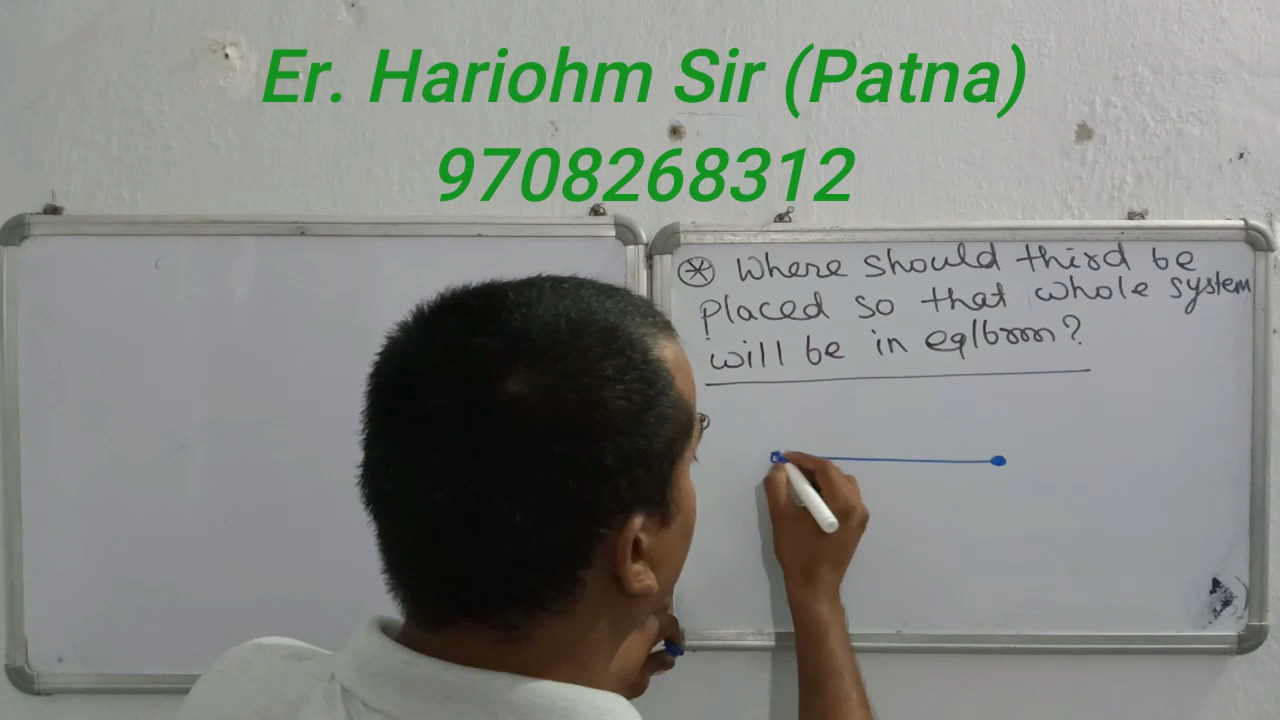 Er. Hariohm Sir (Patna)
9708268312
Where should third be
placed so that whole system
will be in eqlbrm?